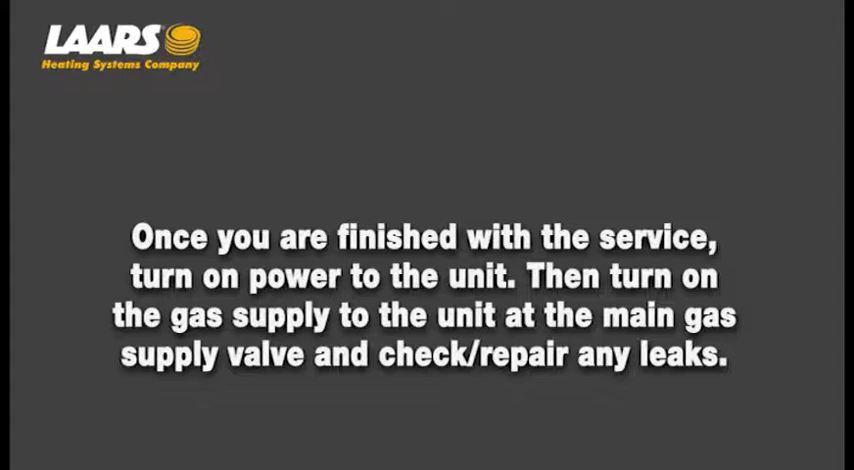 LAARS
Heating Systems Company
Once you are finished with the service,
turn on power to the unit. Then turn on
the gas supply to the unit at the main gas
supply valve and check/repair any leaks.